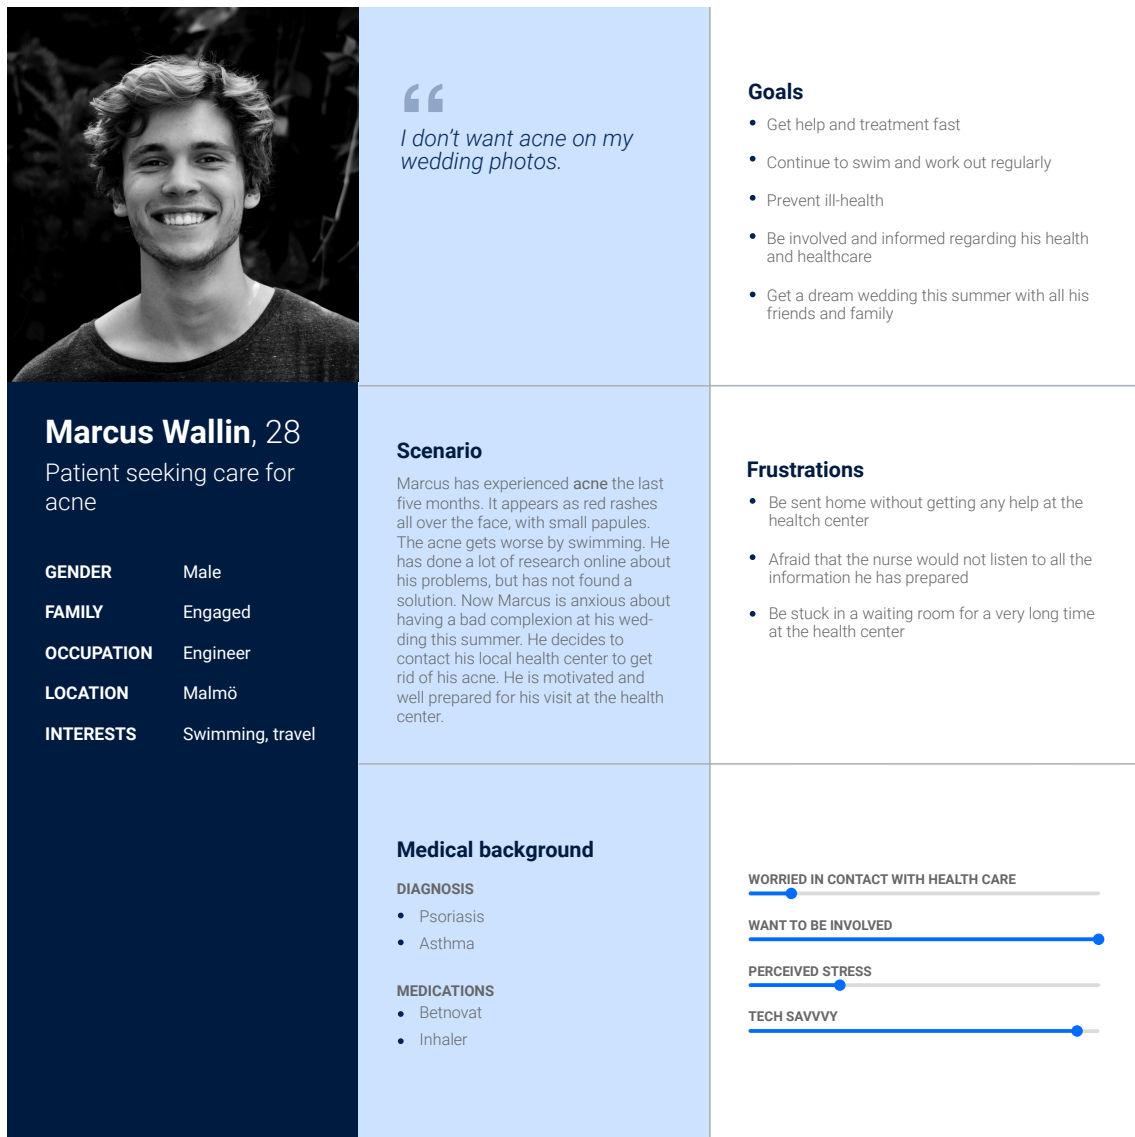 “
I don’t want acne on my
wedding photos.
Goals
• Get help and treatment fast
• Continue to swim and work out regularly
• Prevent ill-health
• Be involved and informed regarding his health
and healthcare
• Get a dream wedding this summer with all his
friends and family
Marcus Wallin, 28
Patient seeking care for
acne
GENDER Male
FAMILY Engaged
OCCUPATION Engineer
LOCATION Malmö
INTERESTS Swimming, travel
Scenario
Marcus has experienced acne the last
five months. It appears as red rashes
all over the face, with small papules.
The acne gets worse by swimming. He
has done a lot of research online about
his problems, but has not found a
solution. Now Marcus is anxious about
having a bad complexion at his wed-
ding this summer. He decides to
contact his local health center to get
rid of his acne. He is motivated and
well prepared for his visit at the health
center.
Frustrations
• Be sent home without getting any help at the
healtch center
• Afraid that the nurse would not listen to all the
information he has prepared
• Be stuck in a waiting room for a very long time
at the health center
Medical background
DIAGNOSIS
• Psoriasis
• Asthma
MEDICATIONS
• Betnovat
• Inhaler
WORRIED IN CONTACT WITH HEALTH CARE
WANT TO BE INVOLVED
PERCEIVED STRESS
TECH SAVVVY